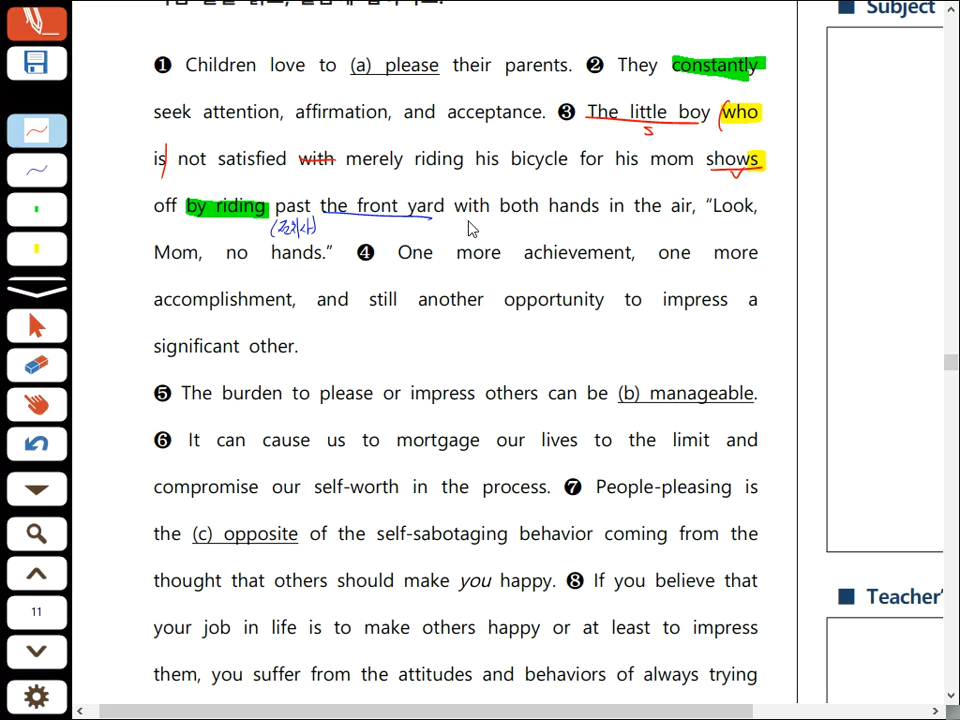 Subject
❶ Children love to (a) please their parents. ❷ They constantly
seek attention, affirmation, and acceptance. ❸ The little boy (who
S
is) not satisfied with merely riding his bicycle for his mom shows
V
off by riding past the front yard with both hands in the air, “Look,
(전치사)
Mom, no hands.” ❹ One more achievement, one more
accomplishment, and still another opportunity to impress a
significant other.
❺ The burden to please or impress others can be (b) manageable.
❻ It can cause us to mortgage our lives to the limit and
compromise our self-worth in the process. ❼ People-pleasing is
the (c) opposite of the self-sabotaging behavior coming from the
thought that others should make you happy. ❽ If you believe that
your job in life is to make others happy or at least to impress
them, you suffer from the attitudes and behaviors of always trying
Teacher’
11